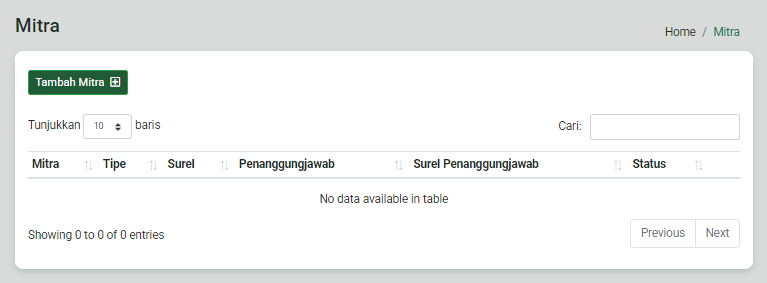 Mitra
Home / Mitra
Tambah Mitra
Tunjukkan 10 baris
Cari:
Mitra Tipe Surel Penanggungjawab Surel Penanggungjawab Status
No data available in table
Showing 0 to 0 of 0 entries
Previous Next